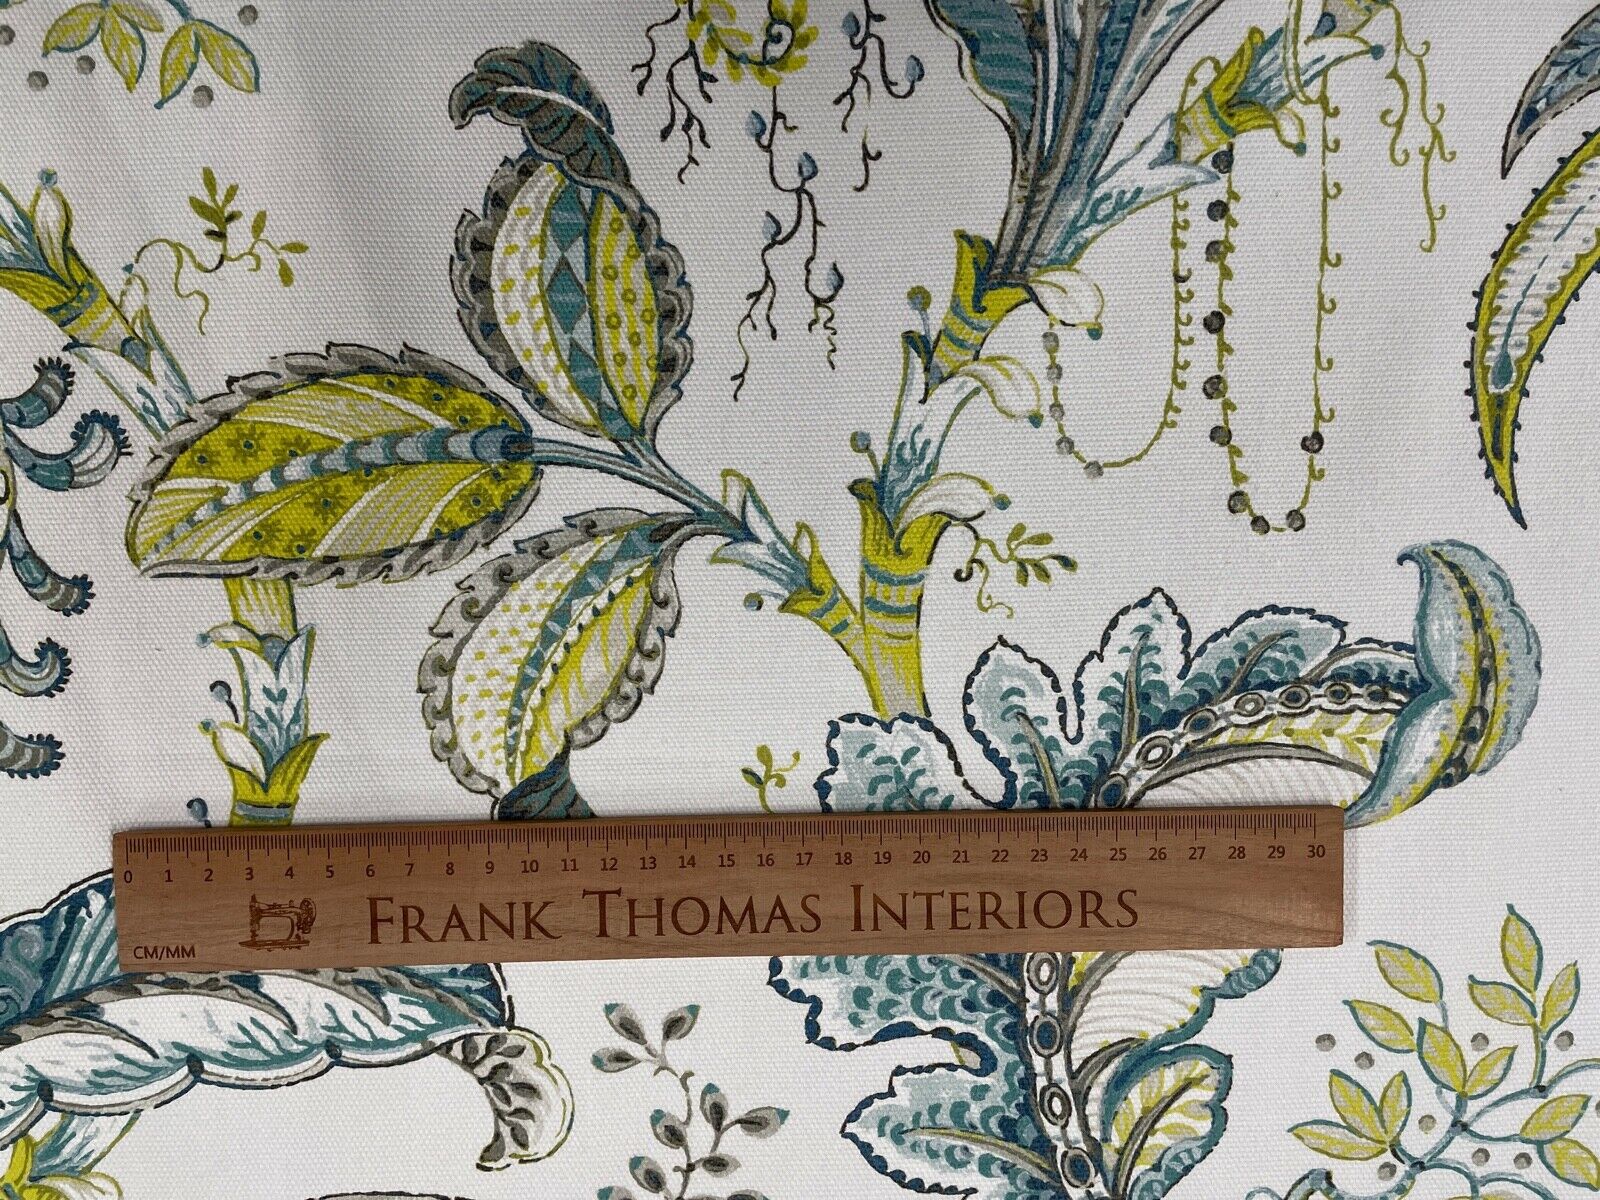 0 1 2 3 4 5 6 7 8 9 10 11 12 13 14 15 16 17 18 19 20 21 22 23 24 25 26 27 28 29 30
FRANK THOMAS INTERIORS
CM/MM